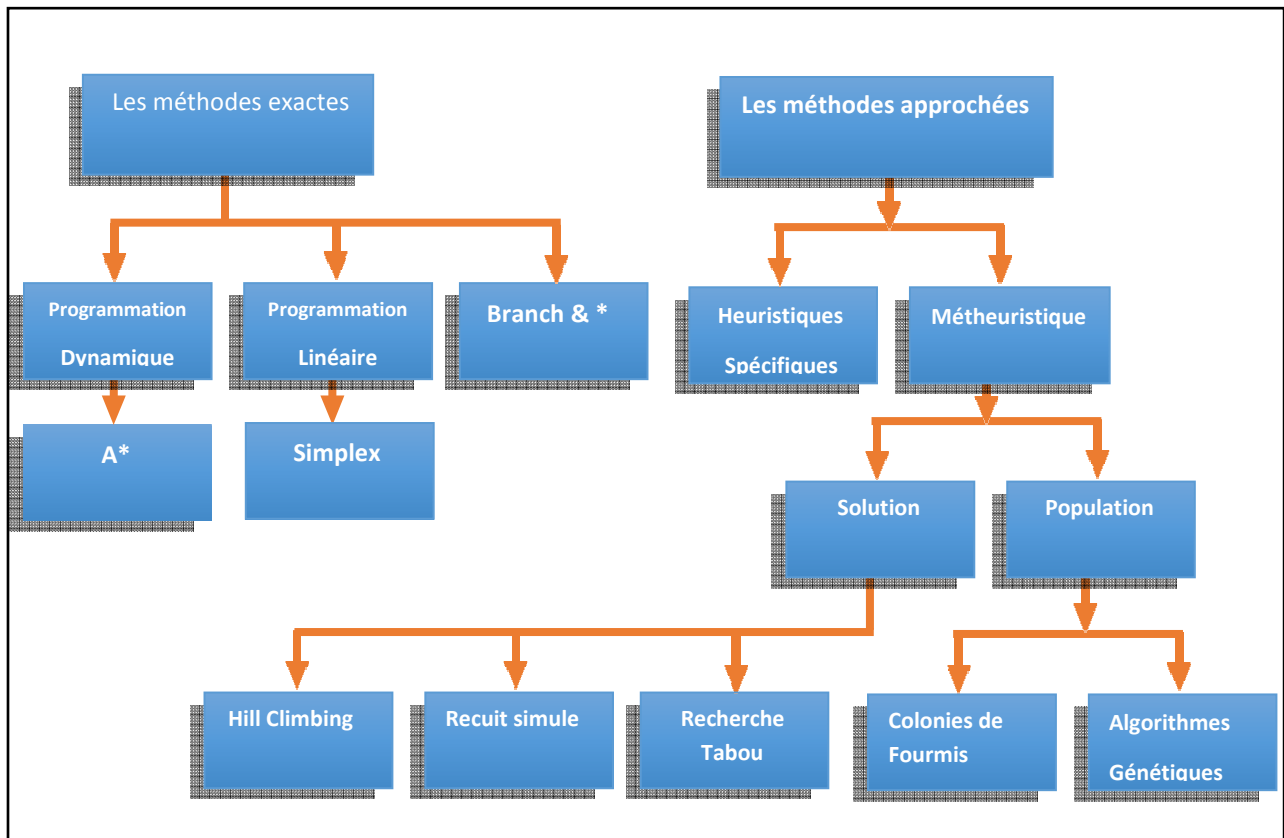 Les méthodes exactes
Les méthodes approchées
Programmation
Dynamique
Programmation
Linéaire
Branch & *
Heuristiques
Spécifiques
Métheuristique
A*
Simplex
Solution
Population
Hill Climbing
Recuit simule
Recherche
Tabou
Colonies de
Fourmis
Algorithmes
Génétiques